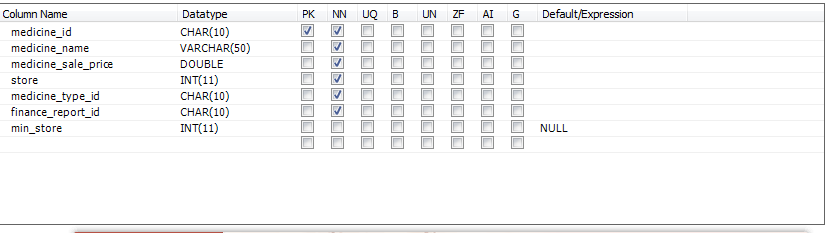 Column Name Datatype PK NN UQ B UN ZF AI G Default/Expression
medicine_id CHAR(10)
medicine_name VARCHAR(50)
medicine_sale_price DOUBLE
store INT(11)
medicine_type_id CHAR(10)
finance_report_id CHAR(10)
min_store INT(11) NULL